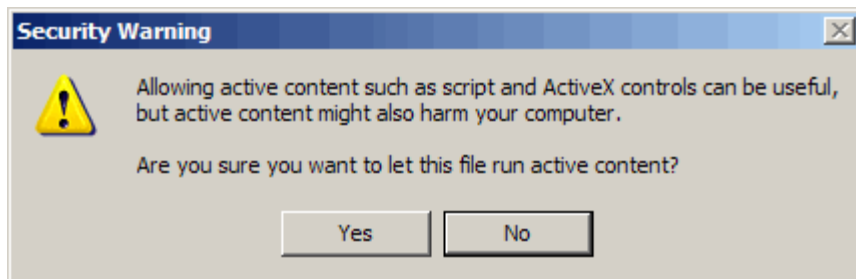 Security Warning
Allowing active content such as script and ActiveX controls can be useful,
but active content might also harm your computer.
Are you sure you want to let this file run active content?
Yes
No